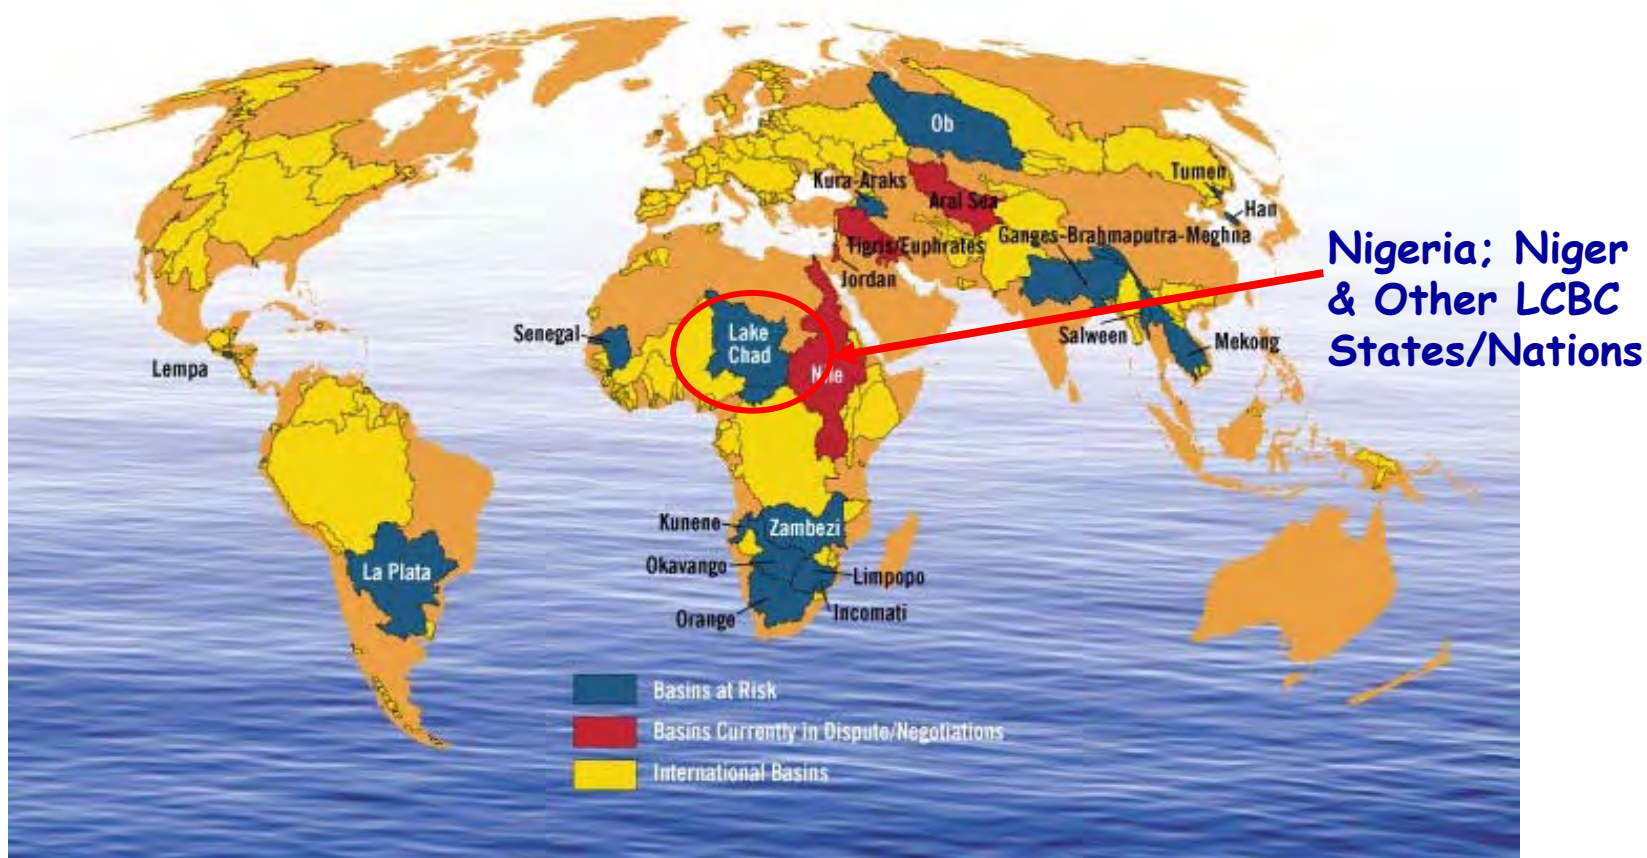 Ob
Tumen
Kura-Araks
Han
Aral Sea
Ganges-Brahmaputra-Meghna
Tigris/Euphrates
Jordan
Nigeria; Niger
& Other LCBC
States/Nations
Senegal
Lake
Chad
Salween
Mekong
Lempa
Nile
Kunene
Zambezi
Okavango
La Plata
Limpopo
Orange
Incomati
Basins at Risk
Basins Currently in Dispute/Negotiations
International Basins